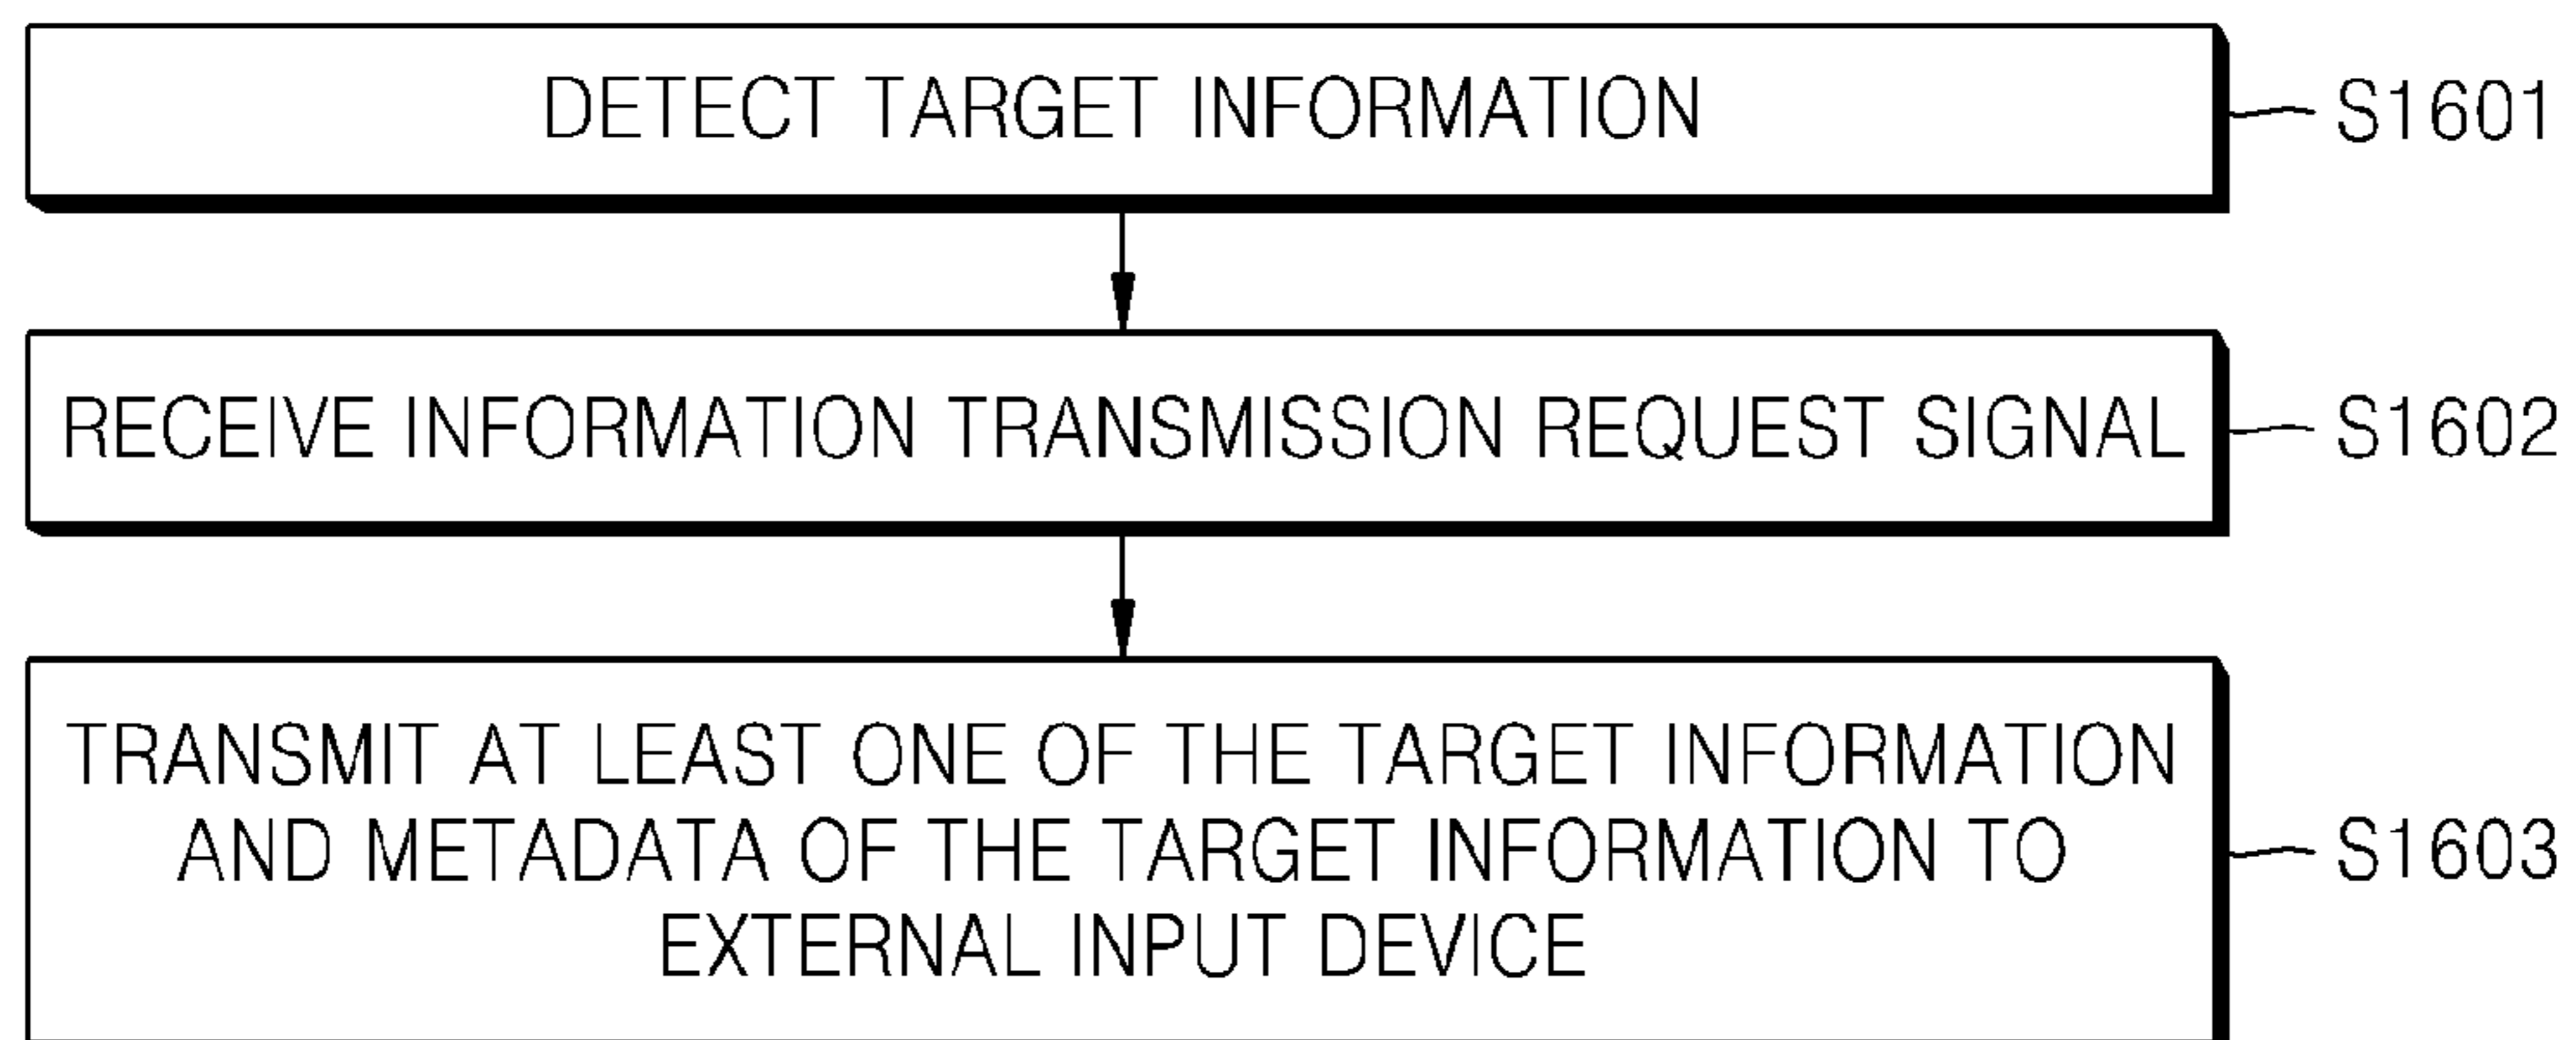 DETECT TARGET INFORMATION
S1601
RECEIVE INFORMATION TRANSMISSION REQUEST SIGNAL
S1602
TRANSMIT AT LEAST ONE OF THE TARGET INFORMATION
AND METADATA OF THE TARGET INFORMATION TO
EXTERNAL INPUT DEVICE
S1603